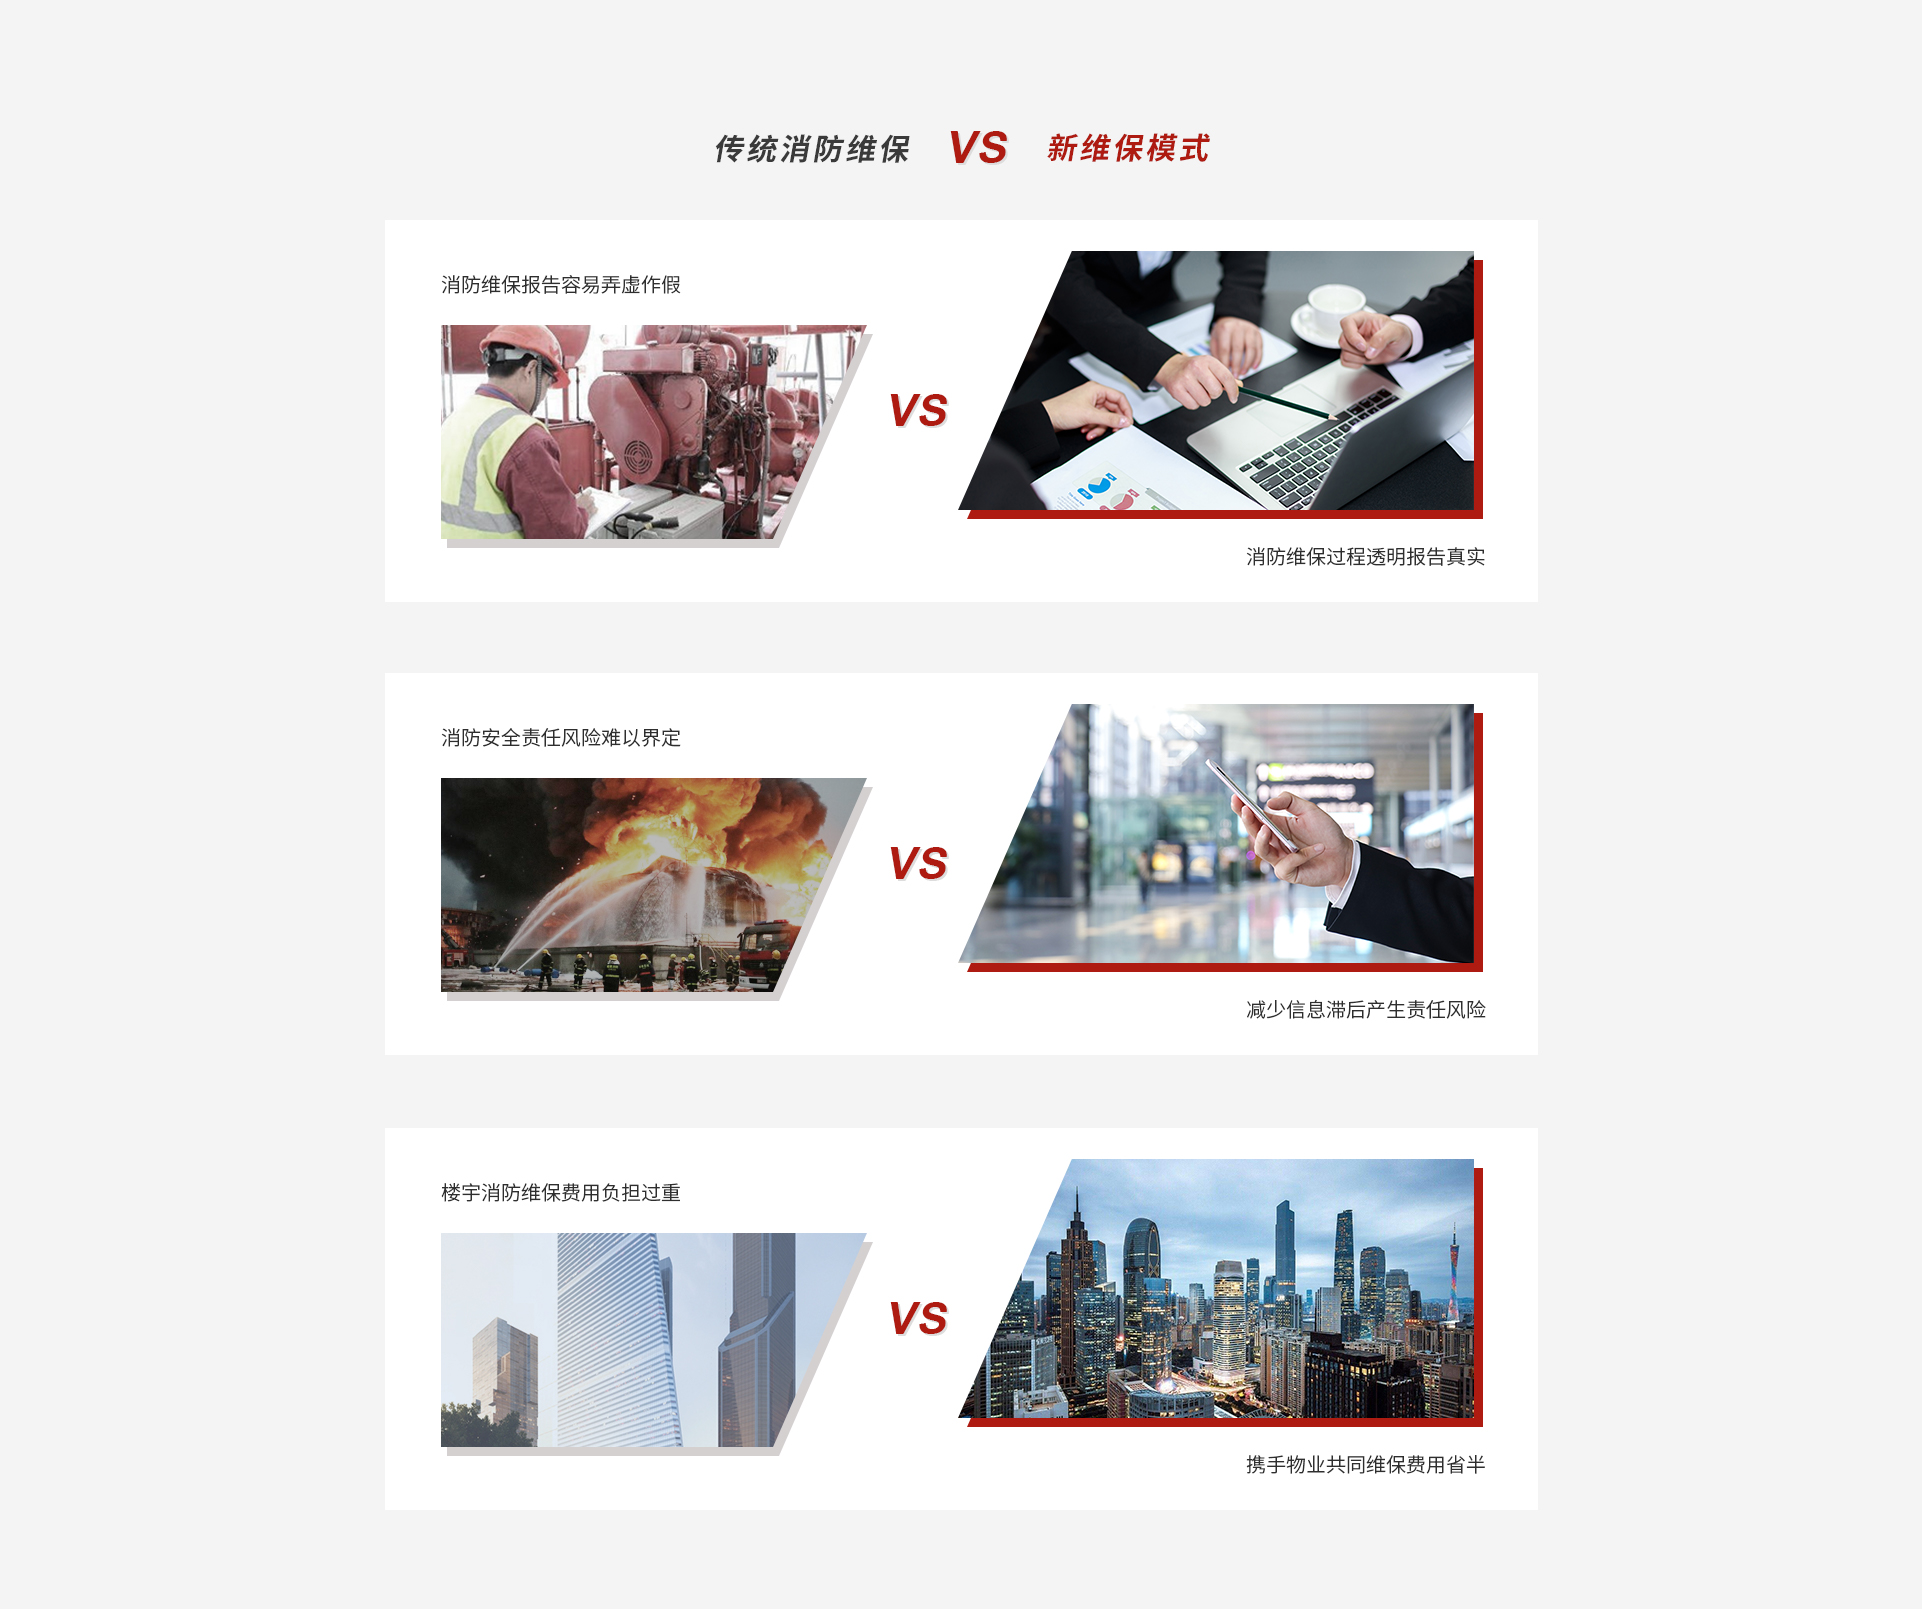 传统消防维保 VS 新维保模式
消防维保报告容易弄虚作假
VS
消防维保过程透明报告真实
消防安全责任风险难以界定
VS
减少信息滞后产生责任风险
楼宇消防维保费用负担过重
VS
携手物业共同维保费用省半